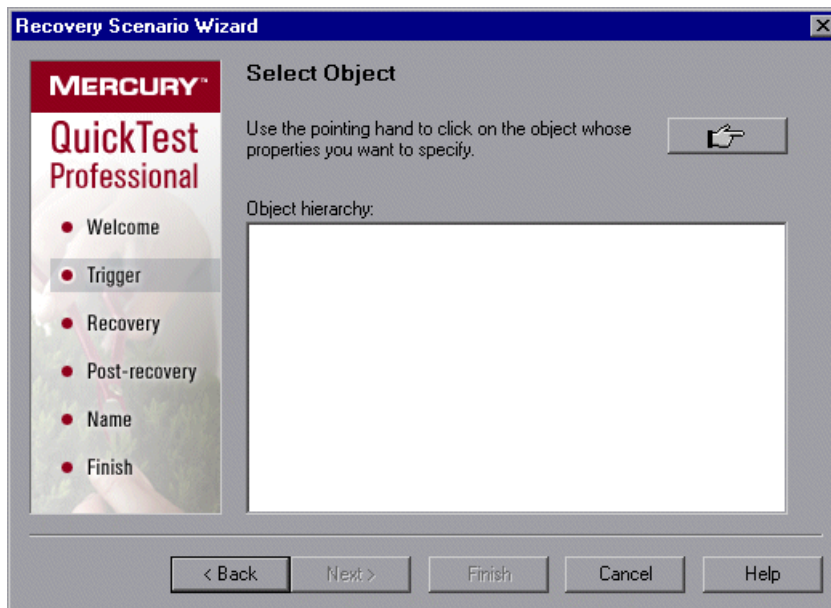 Recovery Scenario Wizard
MERCURY™
QuickTest
Professional
Welcome
Trigger
Recovery
Post-recovery
Name
Finish
Select Object
Use the pointing hand to click on the object whose
properties you want to specify.
Object hierarchy:
< Back
Next >
Finish
Cancel
Help